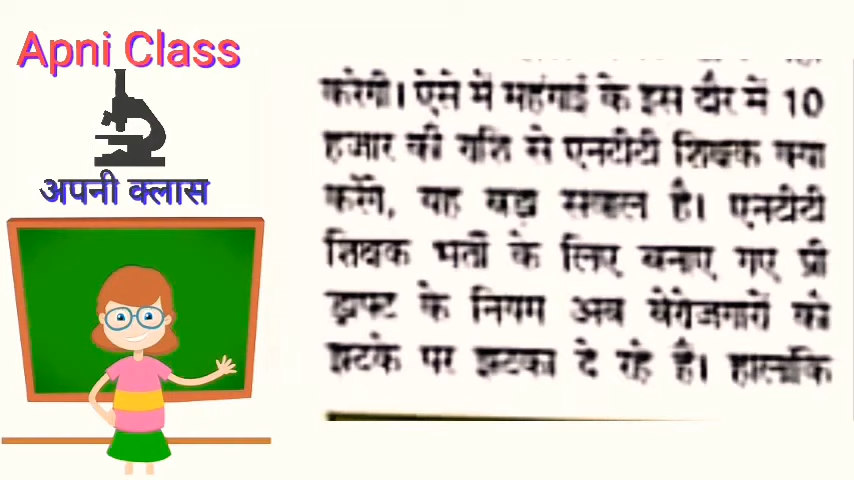 Apni Class
अपनी क्लास
करेगी। ऐसे में महंगाई के इस दौर में 10
हजार की राशि से एनटीटी शिक्षक क्या
करेंगे, यह बड़ा सवाल है। एनटीटी
शिक्षक भर्ती के लिए बनाए गए प्री
ड्राफ्ट के नियम अब बेरोजगारों को
झटके पर झटका दे रहे हैं। हालांकि